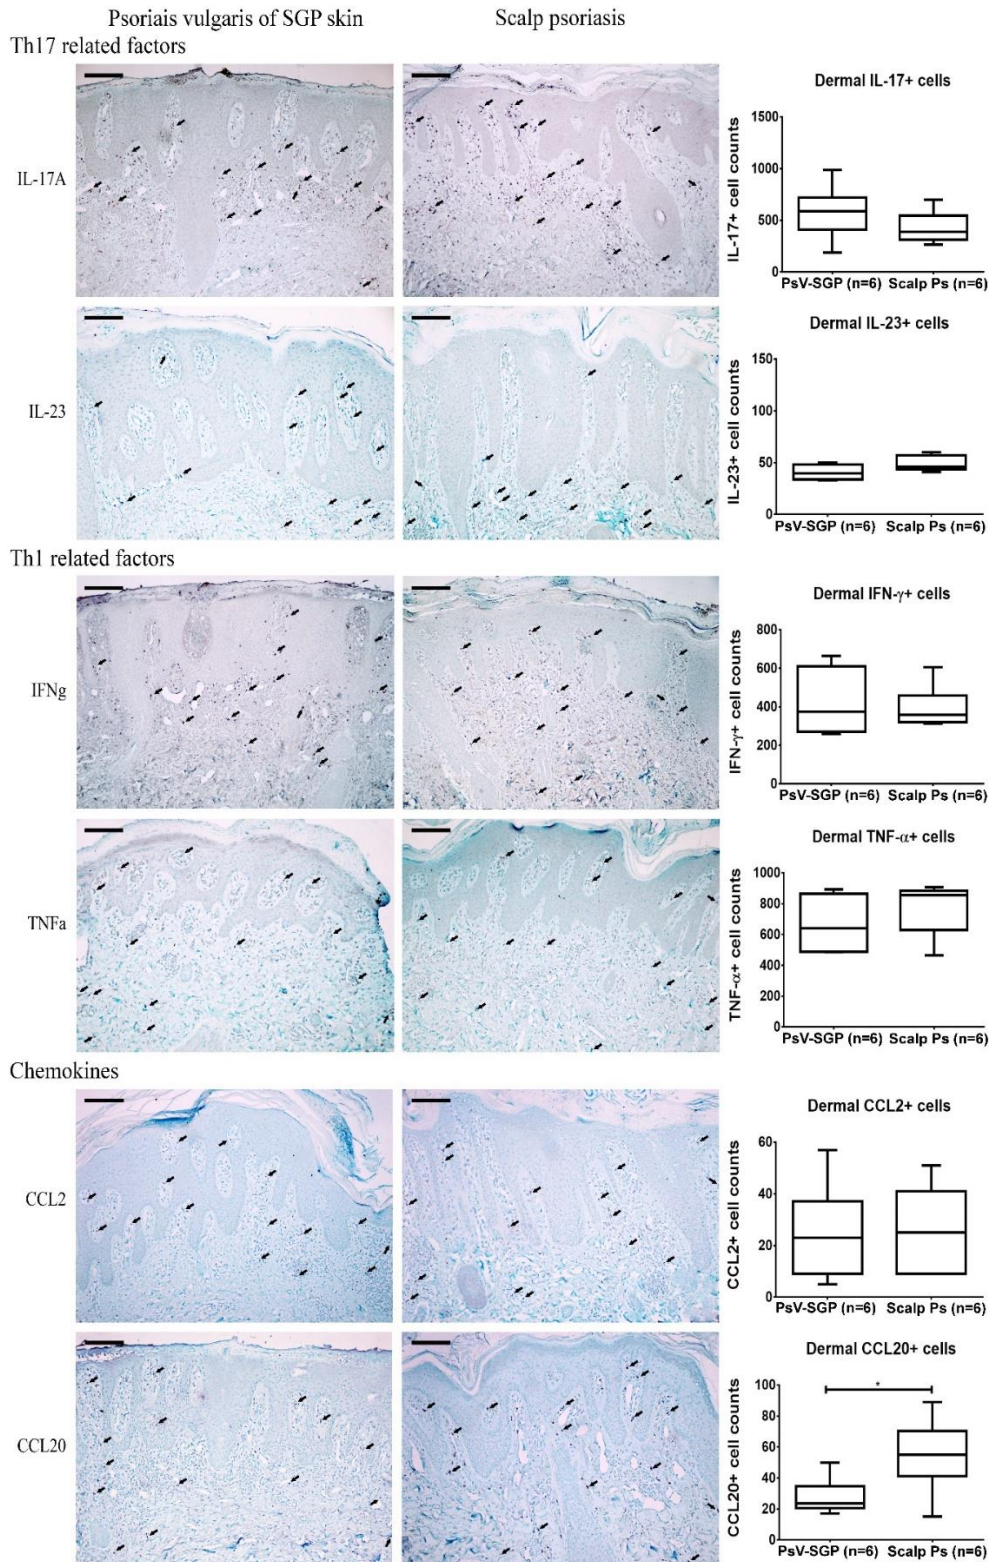 Psoriais vulgaris of SGP skin
Scalp psoriasis
Th17 related factors
IL-17A
Dermal IL-17+ cells
IL-17+ cell counts
1500
1000
500
0
PsV-SGP (n=6) Scalp Ps (n=6)
IL-23
Dermal IL-23+ cells
IL-23+ cell counts
150
100
50
0
PsV-SGP (n=6) Scalp Ps (n=6)
Th1 related factors
IFNg
Dermal IFN-γ+ cells
IFN-γ+ cell counts
800
600
400
200
0
PsV-SGP (n=6) Scalp Ps (n=6)
TNFa
Dermal TNF-α+ cells
TNF-α+ cell counts
1000
800
600
400
200
0
PsV-SGP (n=6) Scalp Ps (n=6)
Chemokines
CCL2
Dermal CCL2+ cells
CCL2+ cell counts
60
40
20
0
PsV-SGP (n=6) Scalp Ps (n=6)
CCL20
Dermal CCL20+ cells
CCL20+ cell counts
100
80
60
40
20
0
*
PsV-SGP (n=6) Scalp Ps (n=6)